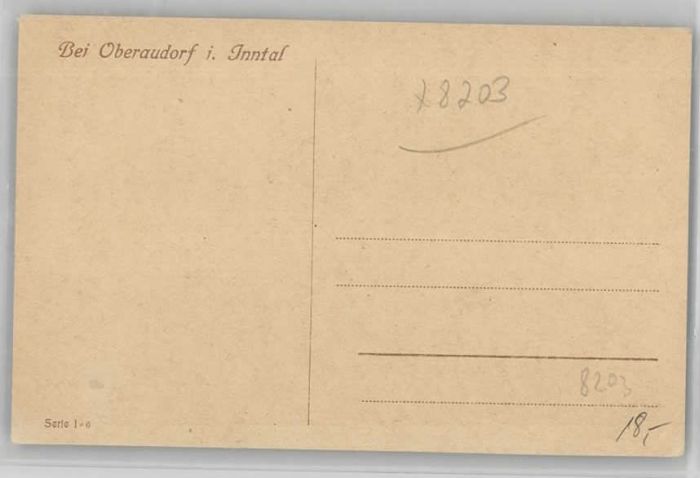 Bei Oberaudorf i. Inntal
x8203
8203
Serie 1-6
18,-